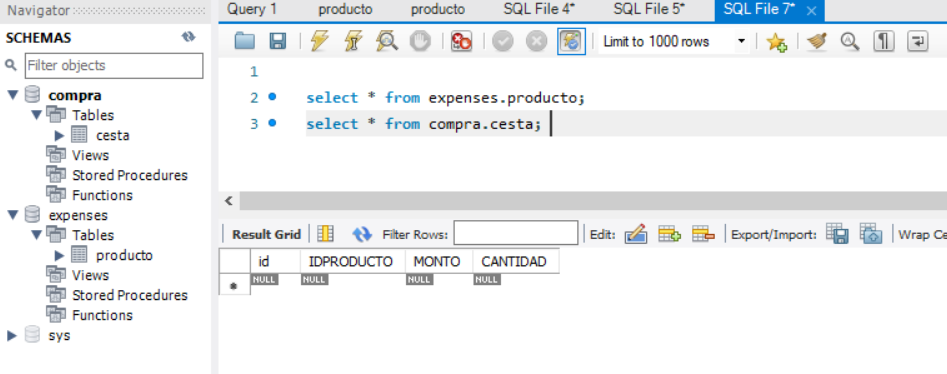 Navigator
Query 1 producto producto SQL File 4* SQL File 5* SQL File 7*
SCHEMAS
Limit to 1000 rows
Filter objects
compra
Tables
cesta
Views
Stored Procedures
Functions
expenses
Tables
producto
Views
Stored Procedures
Functions
sys
1
2 select * from expenses.producto;
3 select * from compra.cesta;
Result Grid Filter Rows: Edit: Export/Import: Wrap Ce
id IDPRODUCTO MONTO CANTIDAD
NULL NULL NULL NULL